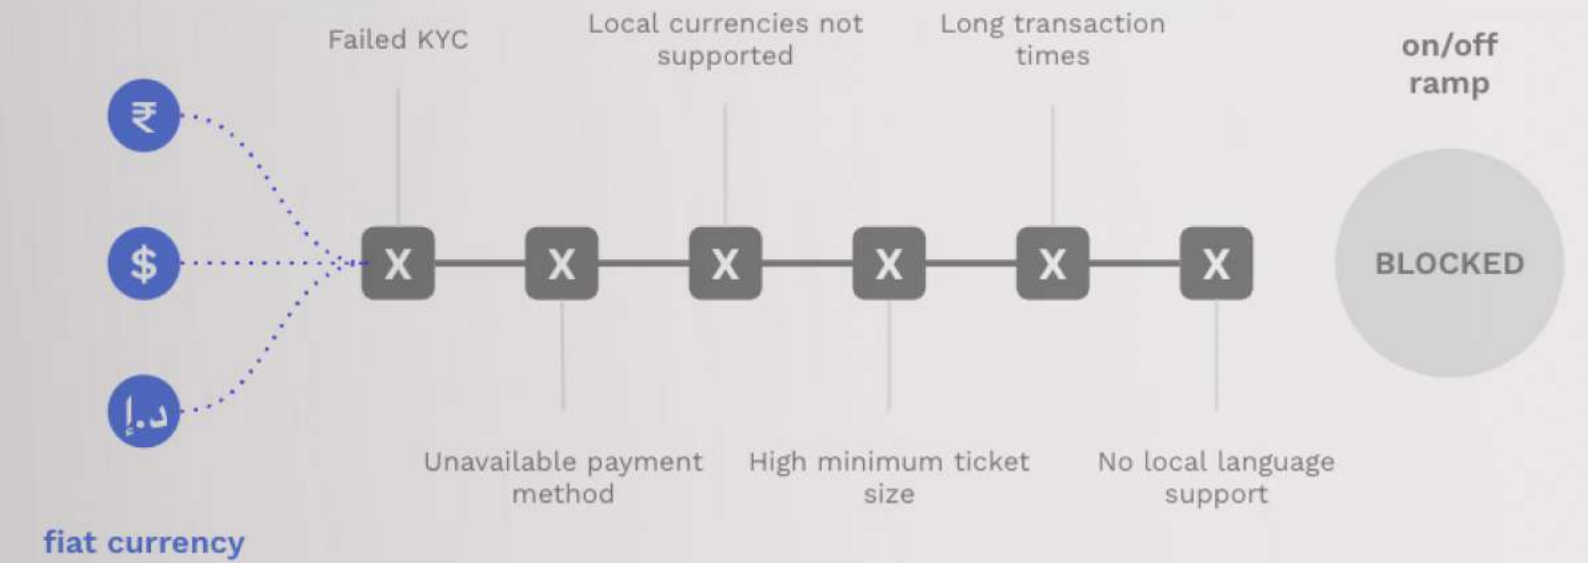 Failed KYC
Local currencies not
supported
Long transaction
times
on/off
ramp
₹
$
د.إ
X
X
X
X
X
X
BLOCKED
Unavailable payment
method
High minimum ticket
size
No local language
support
fiat currency